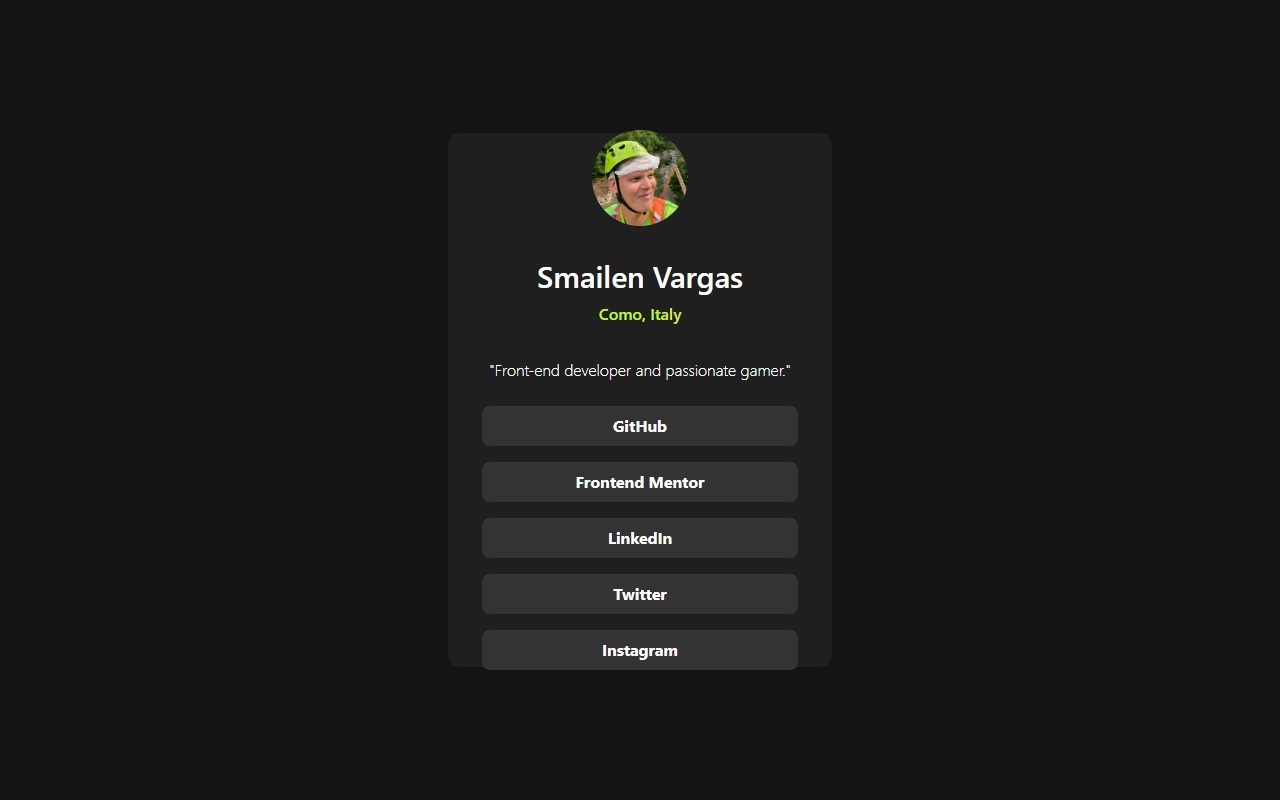 Smailen Vargas
Como, Italy
"Front-end developer and passionate gamer."
GitHub
Frontend Mentor
LinkedIn
Twitter
Instagram